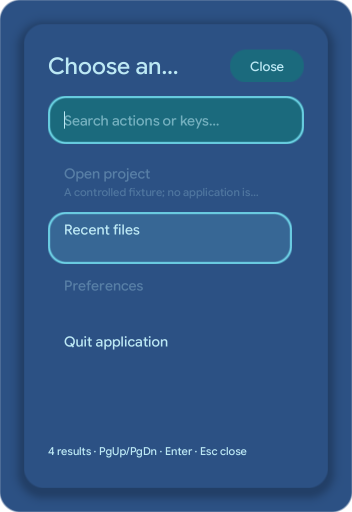 Choose an...
Close
Search actions or keys...
Open project
A controlled fixture; no application is...
Recent files
Preferences
Quit application
4 results · PgUp/PgDn · Enter · Esc close